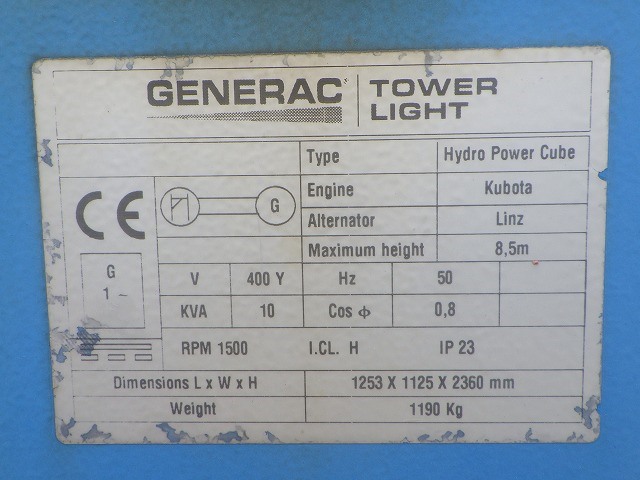 GENERAC TOWER LIGHT
Type Hydro Power Cube
Engine Kubota
Alternator Linz
Maximum height 8,5m
CE
G
G
1 ~
V 400 Y Hz 50
KVA 10 Cos ϕ 0,8
RPM 1500 I.CL. H IP 23
Dimensions L x W x H 1253 X 1125 X 2360 mm
Weight 1190 Kg